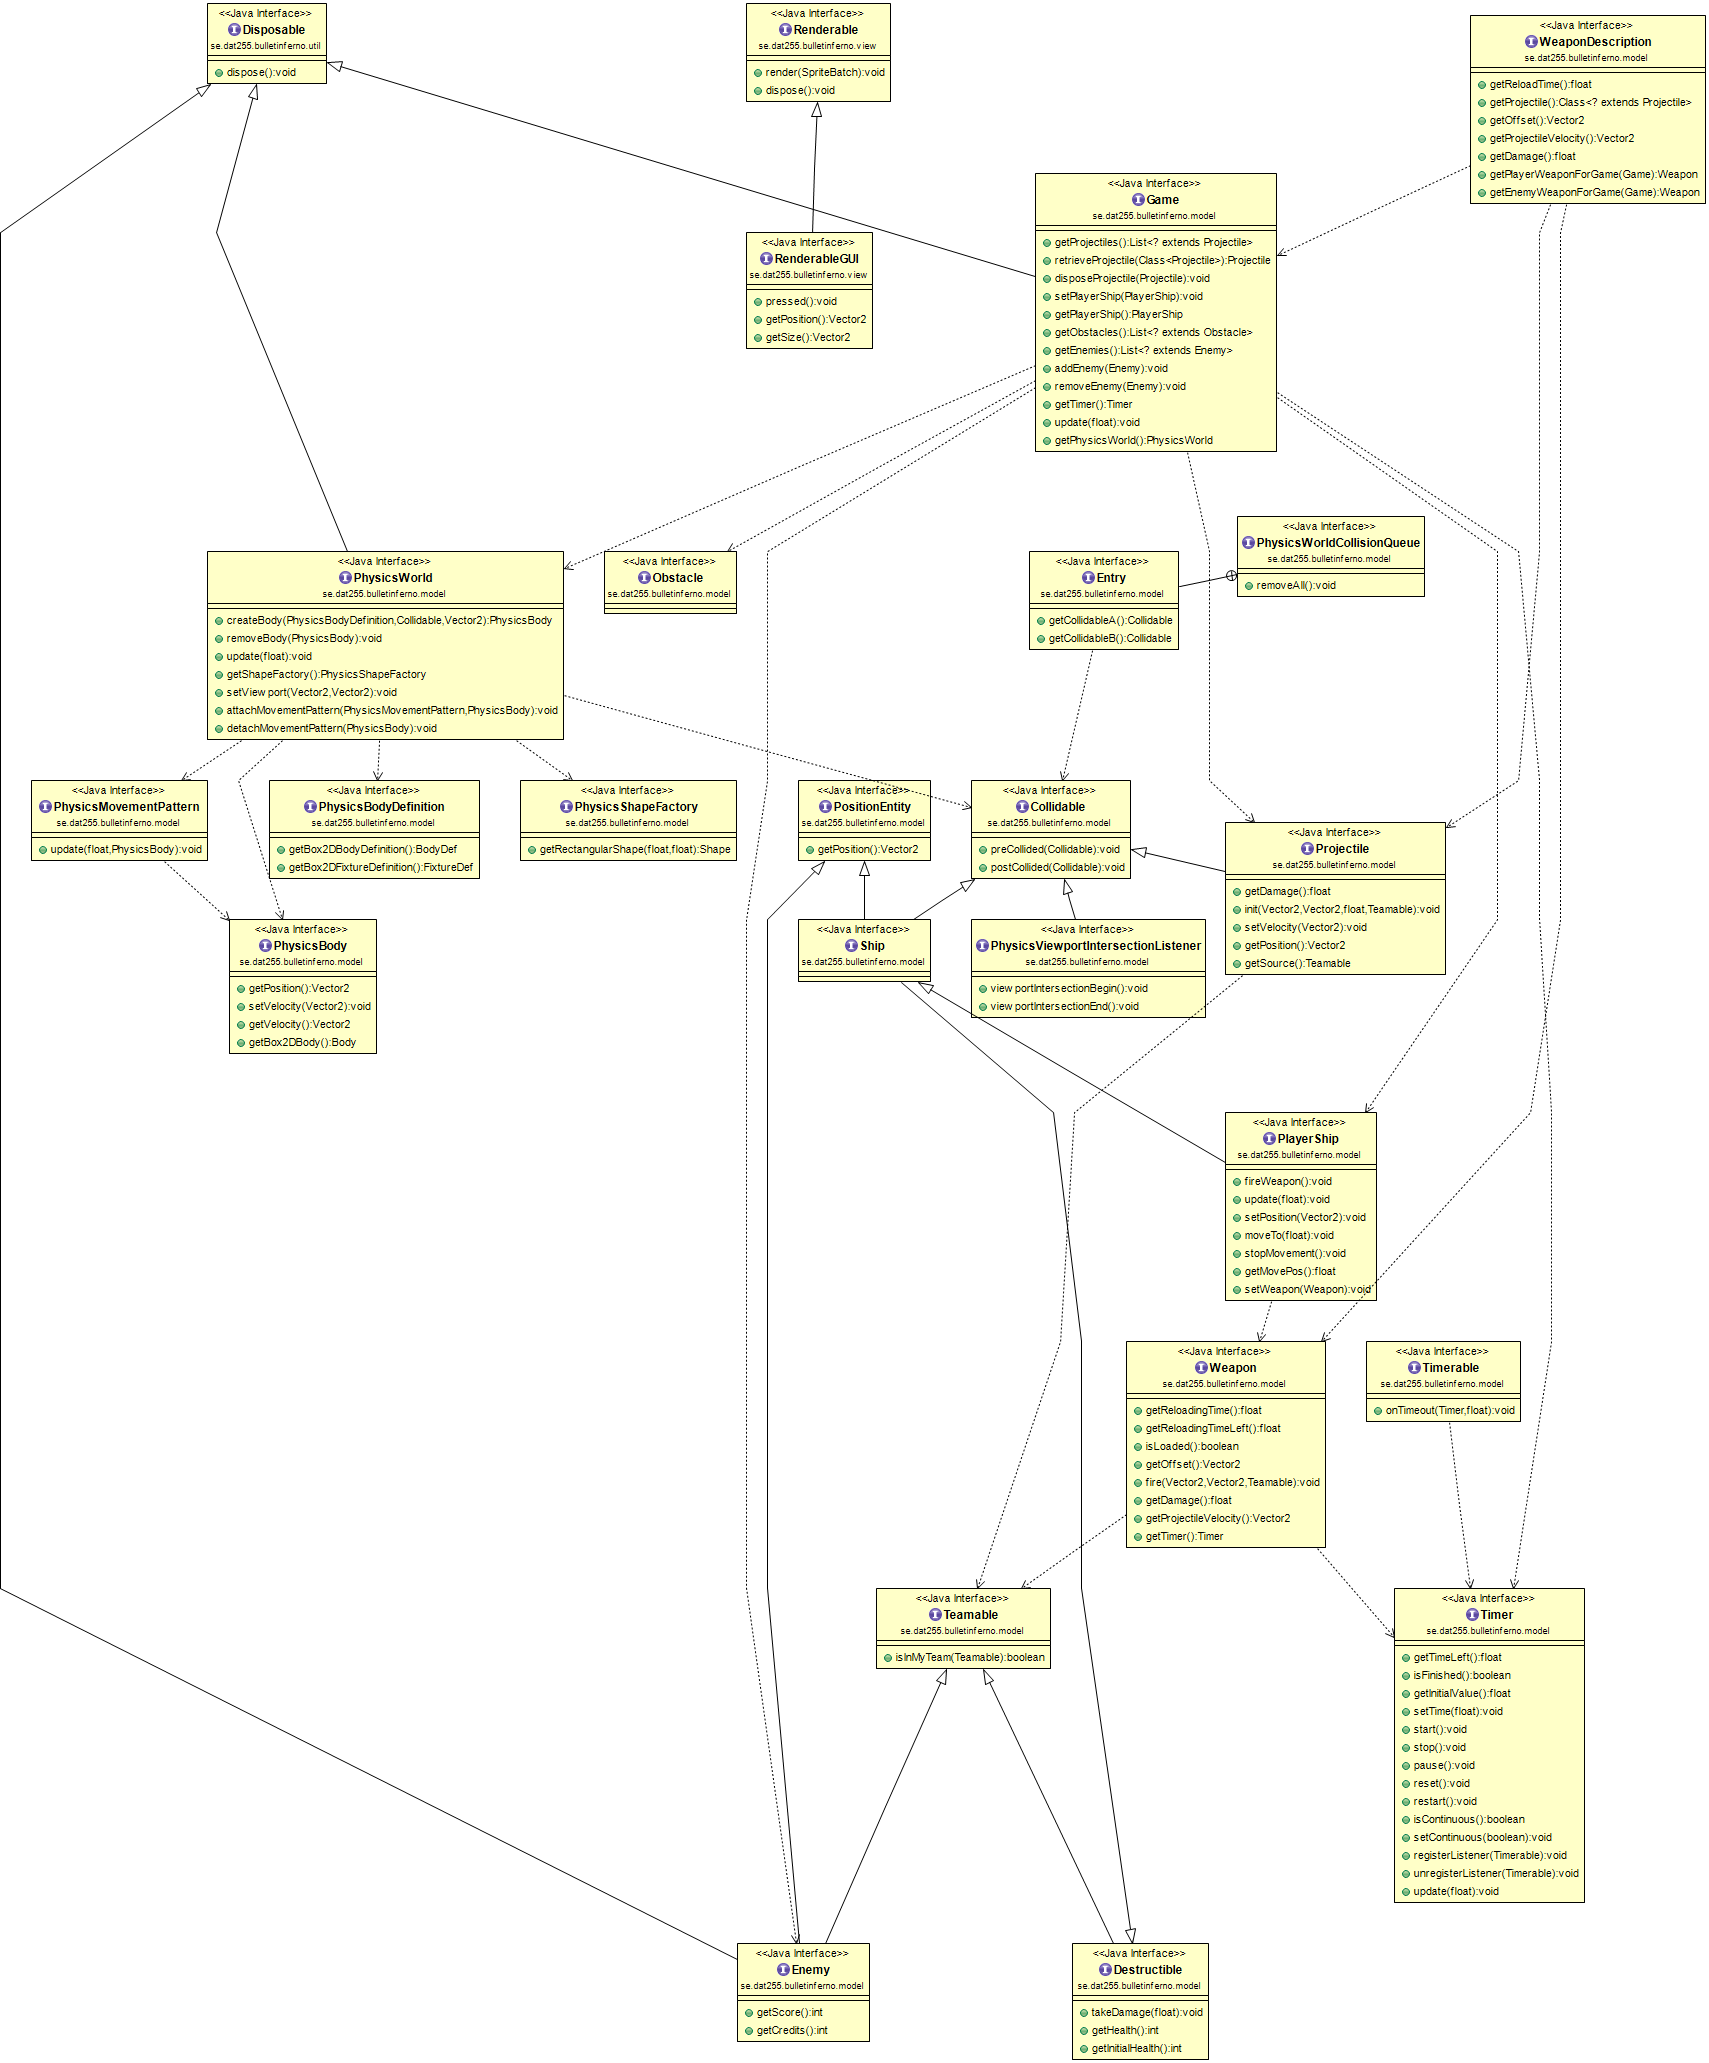 <<Java Interface>>
Disposable
se.dat255.bulletinferno.util
dispose():void
<<Java Interface>>
Renderable
se.dat255.bulletinferno.view
render(SpriteBatch):void
dispose():void
<<Java Interface>>
WeaponDescription
se.dat255.bulletinferno.model
getReloadTime():float
getProjectile():Class<? extends Projectile>
getOffset():Vector2
getProjectileVelocity():Vector2
getDamage():float
getPlayerWeaponForGame(Game):Weapon
getEnemyWeaponForGame(Game):Weapon
<<Java Interface>>
Game
se.dat255.bulletinferno.model
getProjectiles():List<? extends Projectile>
retrieveProjectile(Class<Projectile>):Projectile
disposeProjectile(Projectile):void
setPlayerShip(PlayerShip):void
getPlayerShip():PlayerShip
getObstacles():List<? extends Obstacle>
getEnemies():List<? extends Enemy>
addEnemy(Enemy):void
removeEnemy(Enemy):void
getTimer():Timer
update(float):void
getPhysicsWorld():PhysicsWorld
<<Java Interface>>
RenderableGUI
se.dat255.bulletinferno.view
pressed():void
getPosition():Vector2
getSize():Vector2
<<Java Interface>>
PhysicsWorld
se.dat255.bulletinferno.model
createBody(PhysicsBodyDefinition,Collidable,Vector2):PhysicsBody
removeBody(PhysicsBody):void
update(float):void
getShapeFactory():PhysicsShapeFactory
setViewport(Vector2,Vector2):void
attachMovementPattern(PhysicsMovementPattern,PhysicsBody):void
detachMovementPattern(PhysicsBody):void
<<Java Interface>>
Obstacle
se.dat255.bulletinferno.model
<<Java Interface>>
Entry
se.dat255.bulletinferno.model
getCollidableA():Collidable
getCollidableB():Collidable
<<Java Interface>>
PhysicsWorldCollisionQueue
se.dat255.bulletinferno.model
removeAll():void
<<Java Interface>>
PhysicsMovementPattern
se.dat255.bulletinferno.model
update(float,PhysicsBody):void
<<Java Interface>>
PhysicsBodyDefinition
se.dat255.bulletinferno.model
getBox2DBodyDefinition():BodyDef
getBox2DFixtureDefinition():FixtureDef
<<Java Interface>>
PhysicsShapeFactory
se.dat255.bulletinferno.model
getRectangularShape(float,float):Shape
<<Java Interface>>
PositionEntity
se.dat255.bulletinferno.model
getPosition():Vector2
<<Java Interface>>
Collidable
se.dat255.bulletinferno.model
preCollided(Collidable):void
postCollided(Collidable):void
<<Java Interface>>
Projectile
se.dat255.bulletinferno.model
getDamage():float
init(Vector2,Vector2,float,Teamable):void
setVelocity(Vector2):void
getPosition():Vector2
getSource():Teamable
<<Java Interface>>
PhysicsBody
se.dat255.bulletinferno.model
getPosition():Vector2
setVelocity(Vector2):void
getVelocity():Vector2
getBox2DBody():Body
<<Java Interface>>
Ship
se.dat255.bulletinferno.model
<<Java Interface>>
PhysicsViewportIntersectionListener
se.dat255.bulletinferno.model
viewportIntersectionBegin():void
viewportIntersectionEnd():void
<<Java Interface>>
PlayerShip
se.dat255.bulletinferno.model
fireWeapon():void
update(float):void
setPosition(Vector2):void
moveTo(float):void
stopMovement():void
getMovePos():float
setWeapon(Weapon):void
<<Java Interface>>
Weapon
se.dat255.bulletinferno.model
getReloadingTime():float
getReloadingTimeLeft():float
isLoaded():boolean
getOffset():Vector2
fire(Vector2,Vector2,Teamable):void
getDamage():float
getProjectileVelocity():Vector2
getTimer():Timer
<<Java Interface>>
Timerable
se.dat255.bulletinferno.model
onTimeout(Timer,float):void
<<Java Interface>>
Teamable
se.dat255.bulletinferno.model
isInMyTeam(Teamable):boolean
<<Java Interface>>
Timer
se.dat255.bulletinferno.model
getTimeLeft():float
isFinished():boolean
getInitialValue():float
setTime(float):void
start():void
stop():void
pause():void
reset():void
restart():void
isContinuous():boolean
setContinuous(boolean):void
registerListener(Timerable):void
unregisterListener(Timerable):void
update(float):void
<<Java Interface>>
Enemy
se.dat255.bulletinferno.model
getScore():int
getCredits():int
<<Java Interface>>
Destructible
se.dat255.bulletinferno.model
takeDamage(float):void
getHealth():int
getInitialHealth():int